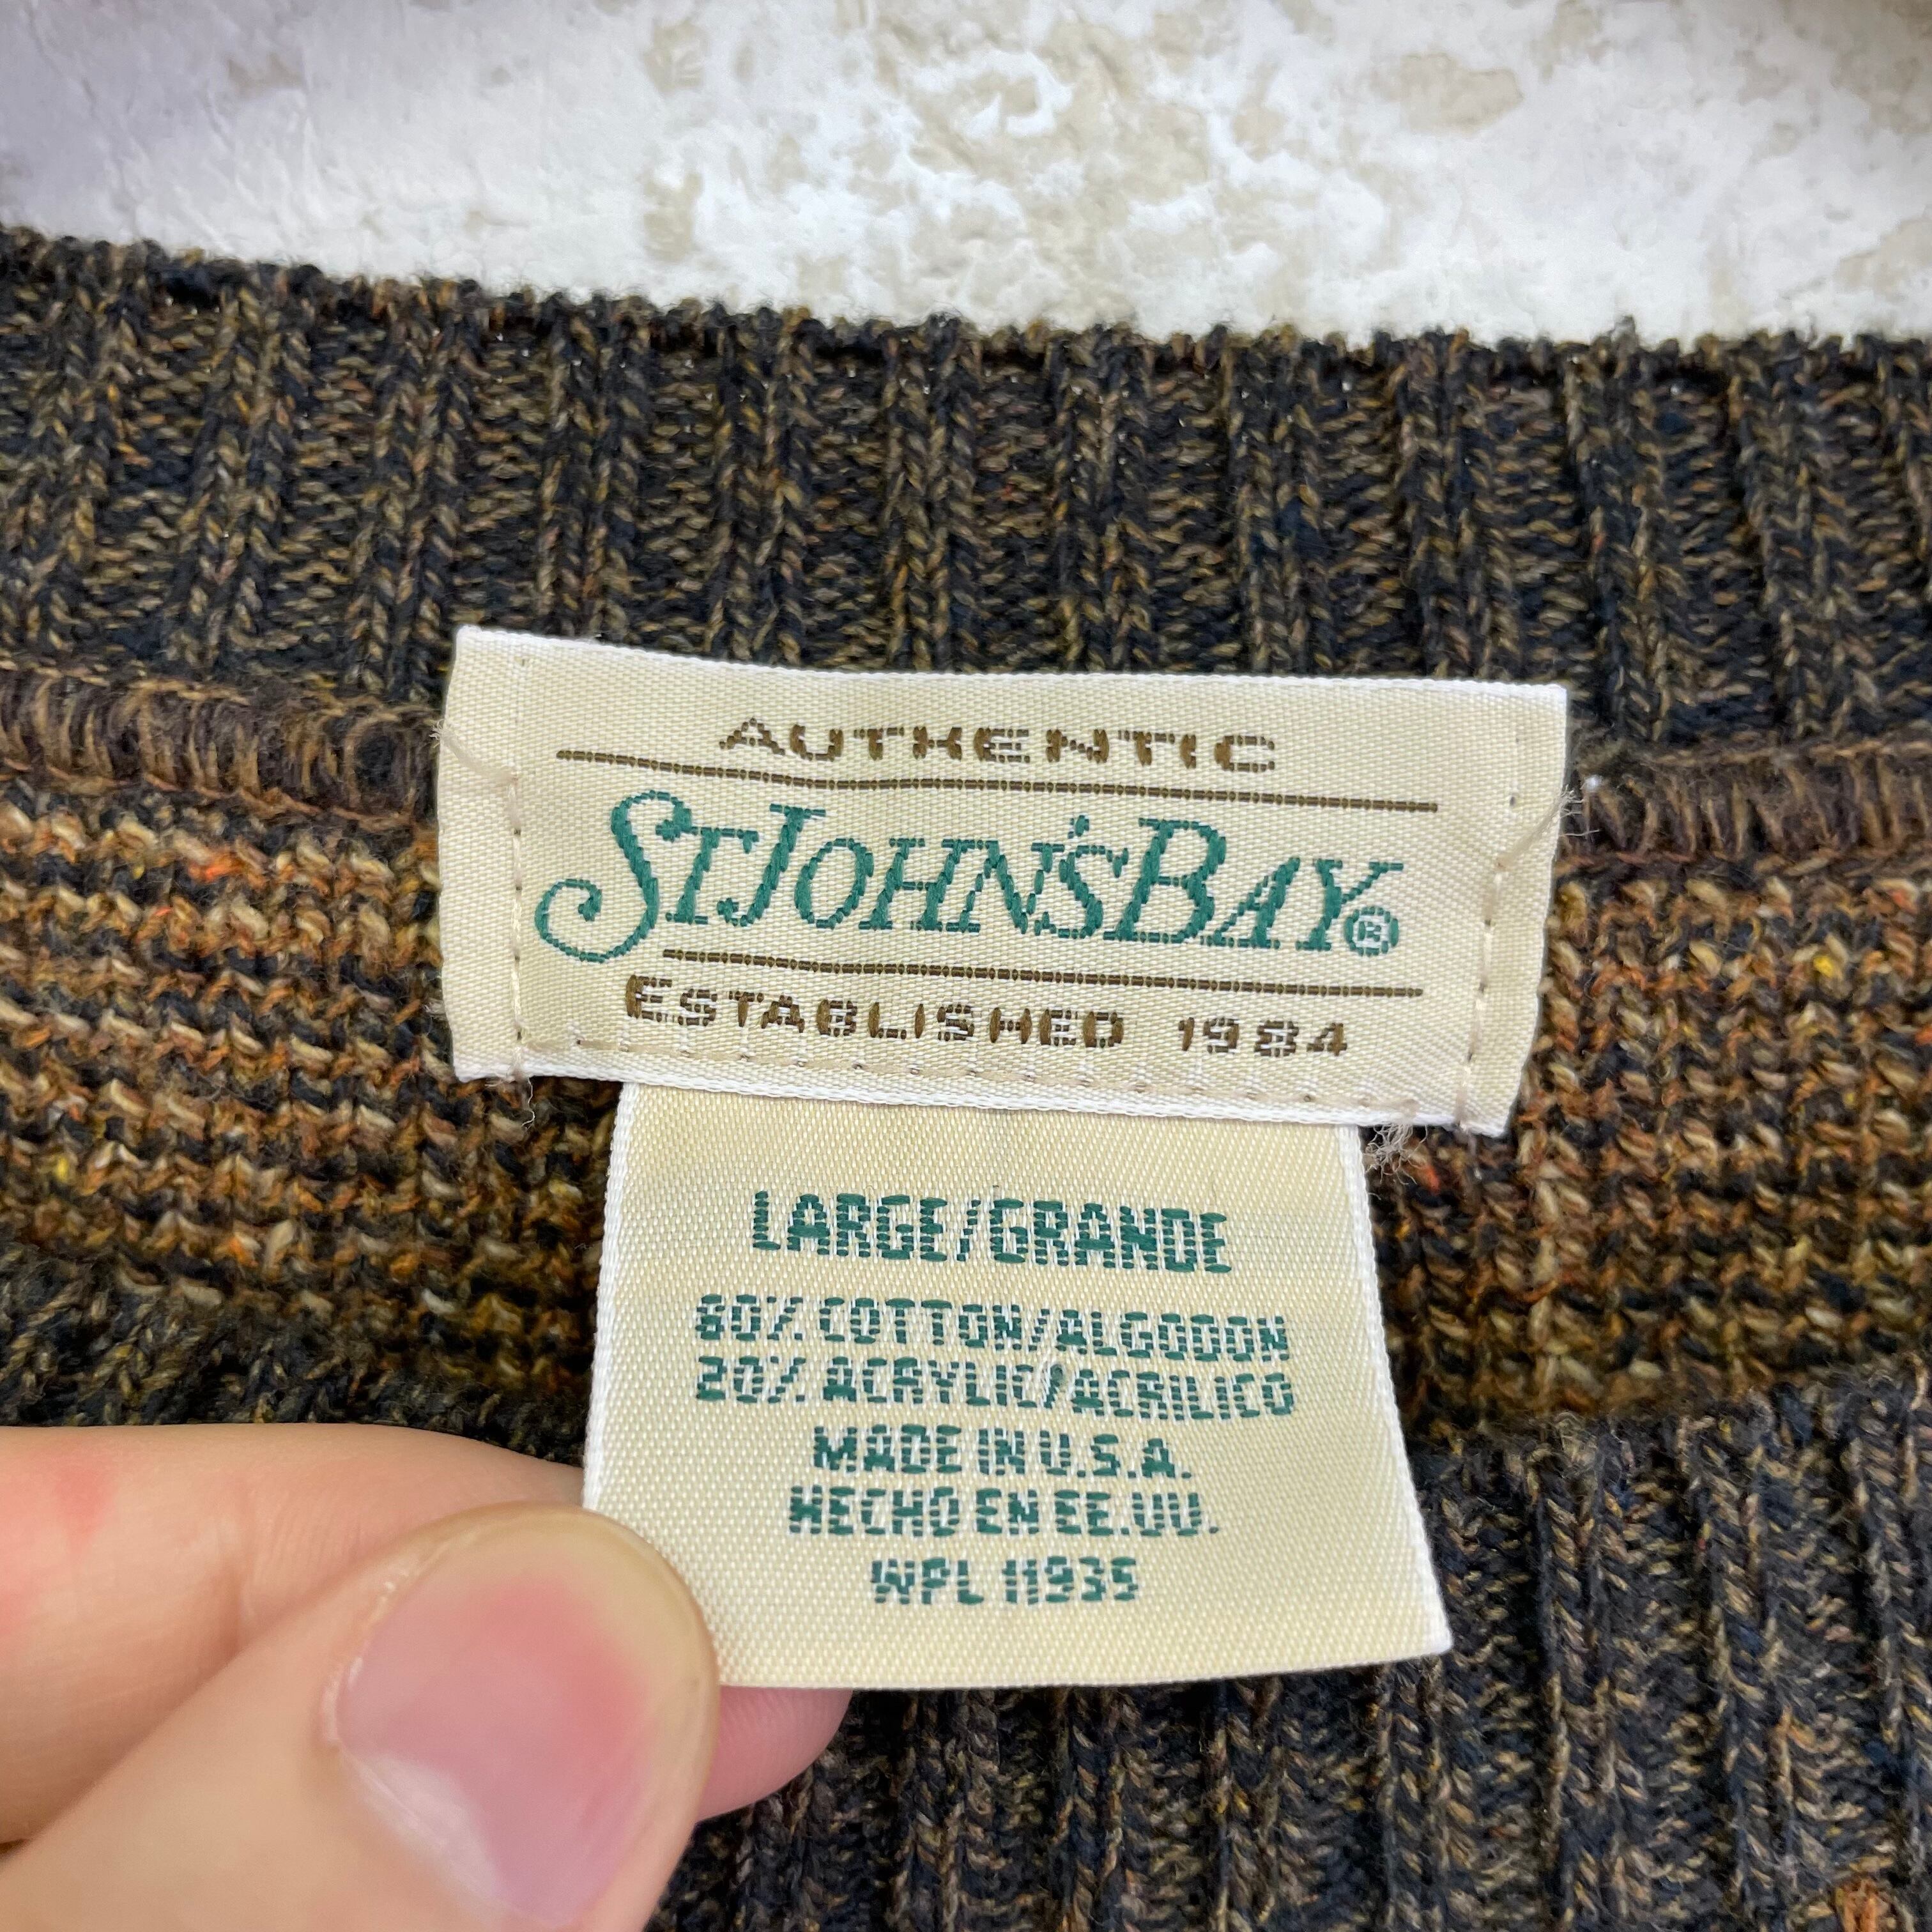 AUTHENTIC
ST JOHN'S BAY®
ESTABLISHED 1984
LARGE/GRANDE
80% COTTON/ALGODON
20% ACRYLIC/ACRILICO
MADE IN U.S.A.
HECHO EN EE.UU.
WPL 11935